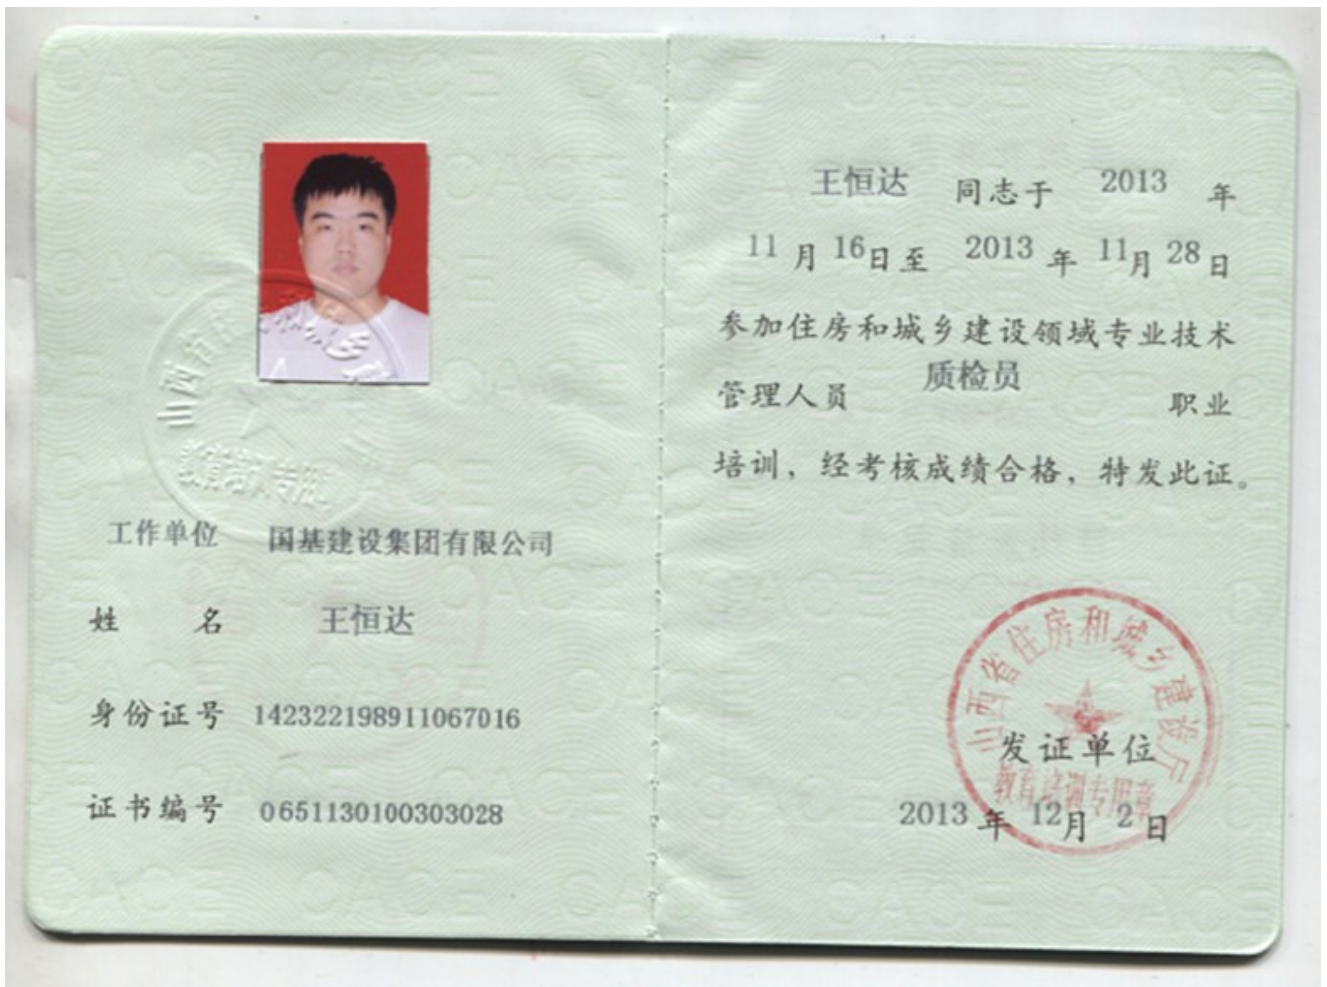 工作单位 国基建设集团有限公司
姓名 王恒达
身份证号 142322198911067016
证书编号 0651130100303028
王恒达 同志于 2013 年
11 月 16 日至 2013 年 11 月 28 日
参加住房和城乡建设领域专业技术
管理人员 质检员 职业
培训，经考核成绩合格，特发此证。
山西省住房和城乡建设厅
发证单位
教育培训专用章
2013 年 12 月 2 日